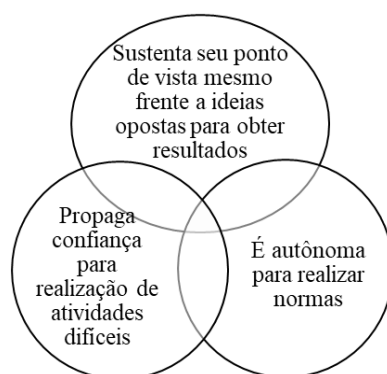 Sustenta seu ponto
de vista mesmo
frente a ideias
opostas para obter
resultados
Propaga
confiança
para
realização de
atividades
difíceis
É autônoma
para realizar
normas